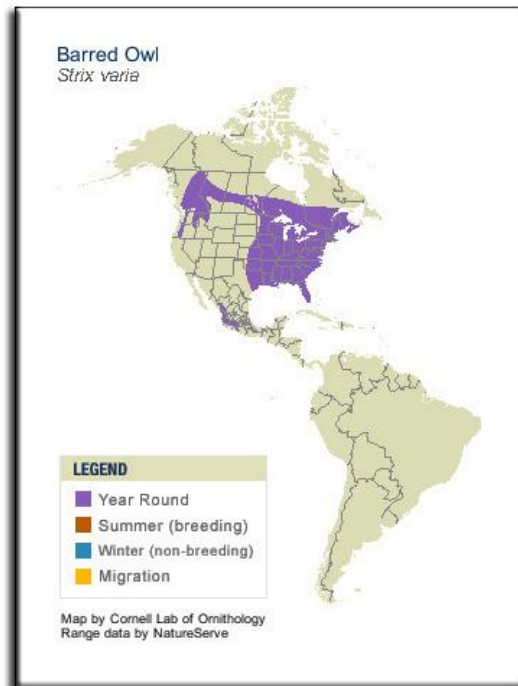 Barred Owl
Strix varia
LEGEND
Year Round
Summer (breeding)
Winter (non-breeding)
Migration
Map by Cornell Lab of Ornithology
Range data by NatureServe